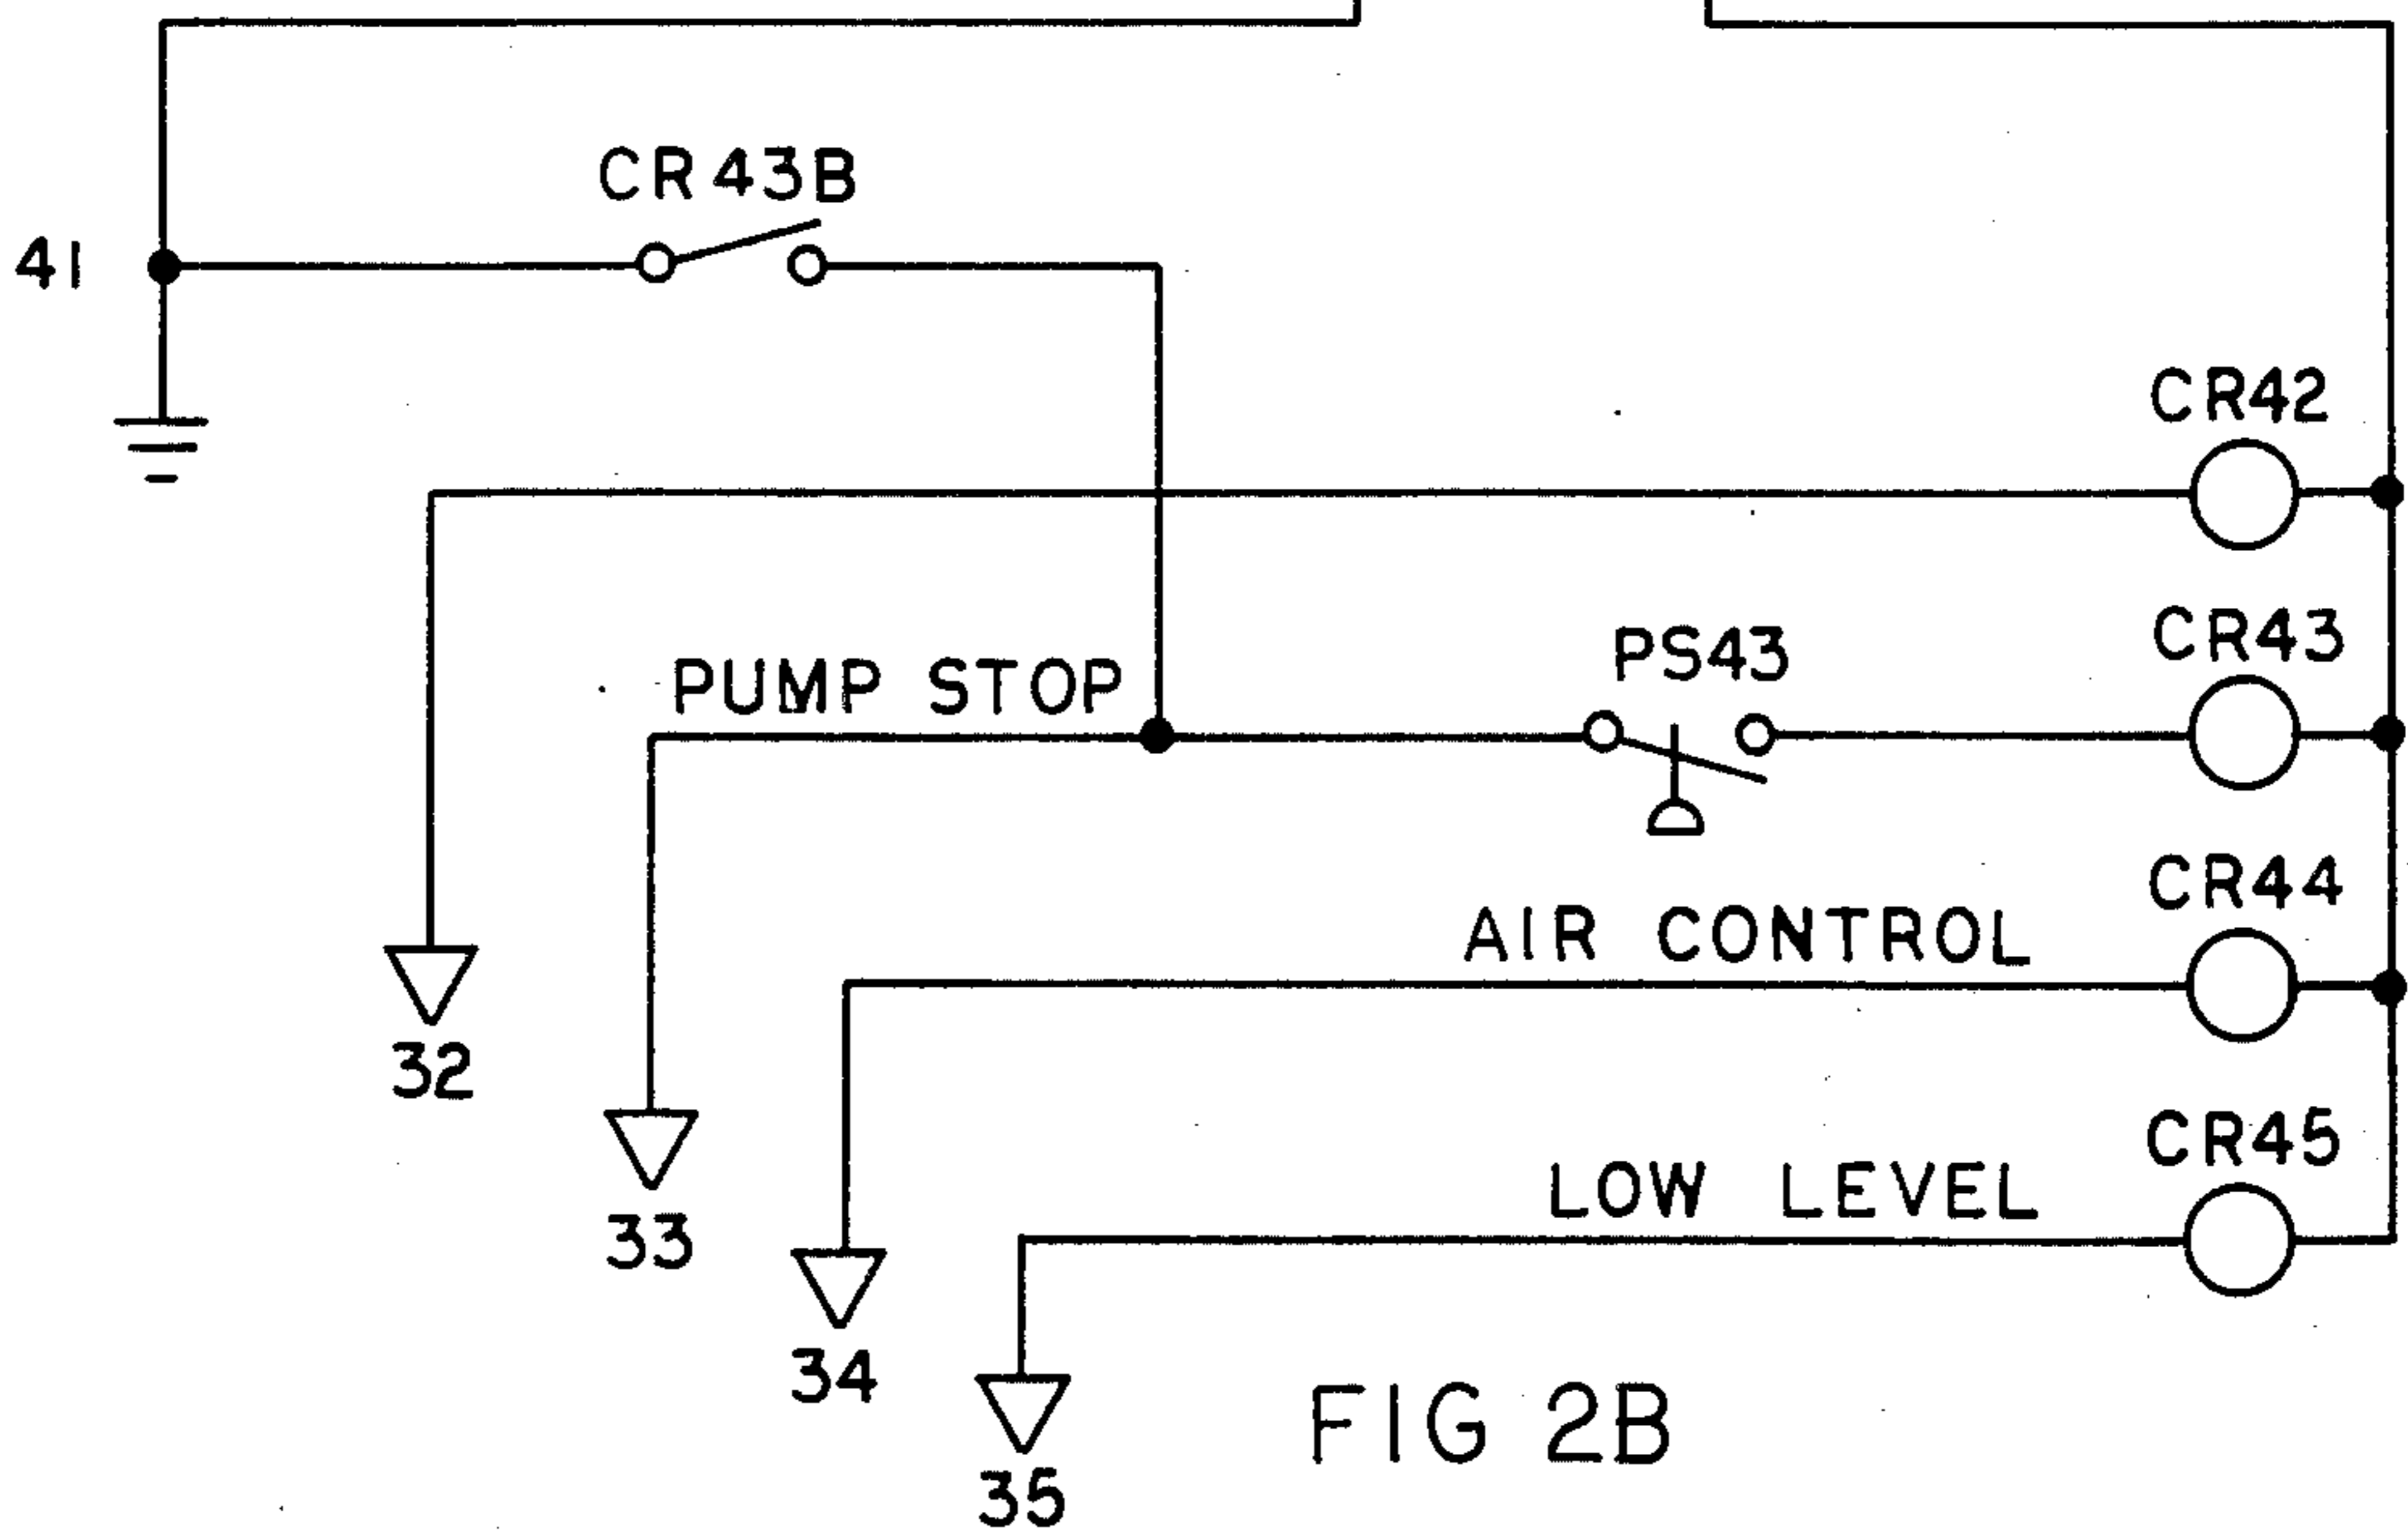 CR43B
41
CR42
CR43
PS43
PUMP STOP
CR44
AIR CONTROL
32
CR45
LOW LEVEL
33
34
FIG 2B
35